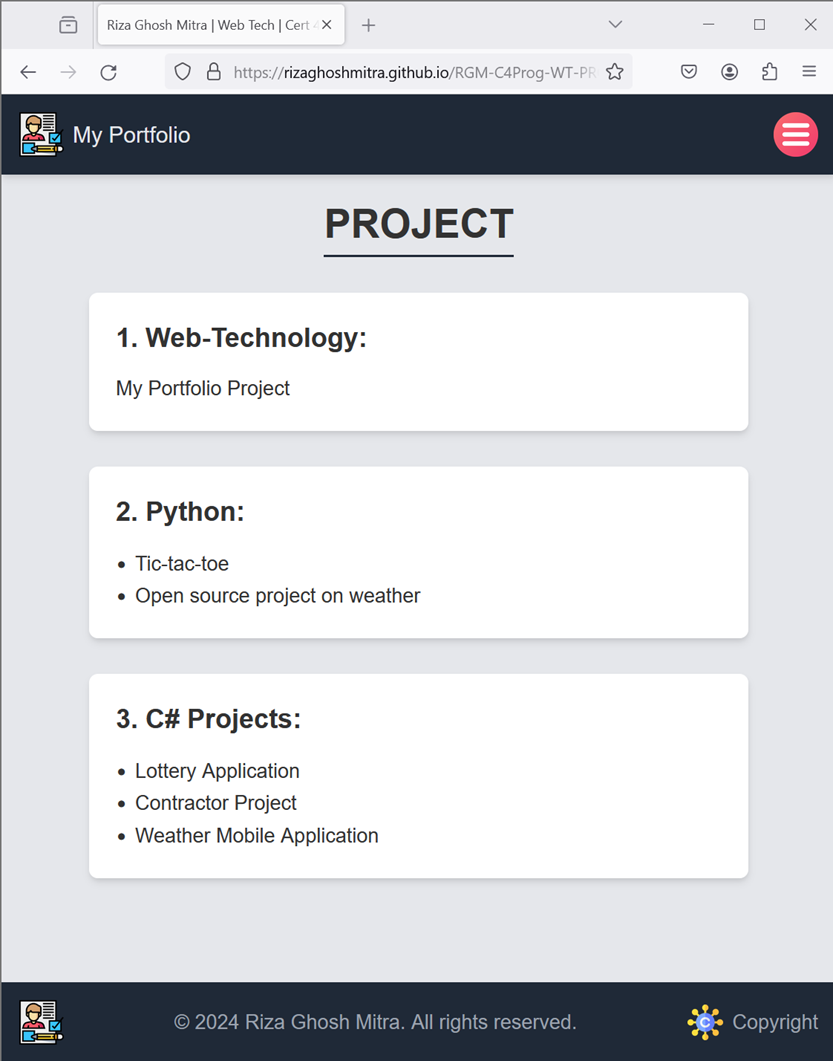 Riza Ghosh Mitra | Web Tech | Cert 4
https://rizaghoshmitra.github.io/RGM-C4Prog-WT-PR
My Portfolio
PROJECT
1. Web-Technology:
My Portfolio Project
2. Python:
• Tic-tac-toe
• Open source project on weather
3. C# Projects:
• Lottery Application
• Contractor Project
• Weather Mobile Application
© 2024 Riza Ghosh Mitra. All rights reserved.
C Copyright